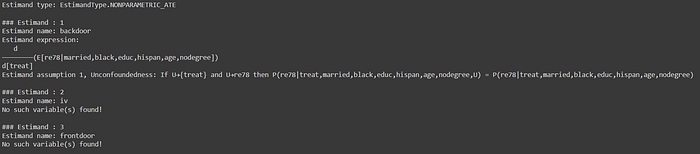 Estimand type: EstimandType.NONPARAMETRIC_ATE
### Estimand : 1
Estimand name: backdoor
Estimand expression:
d
────────(E[re78|married,black,educ,hispan,age,nodegree])
d[treat]
Estimand assumption 1, Unconfoundedness: If U→{treat} and U→re78 then P(re78|treat,married,black,educ,hispan,age,nodegree,U) = P(re78|treat,married,black,educ,hispan,age,nodegree)
### Estimand : 2
Estimand name: iv
No such variable(s) found!
### Estimand : 3
Estimand name: frontdoor
No such variable(s) found!